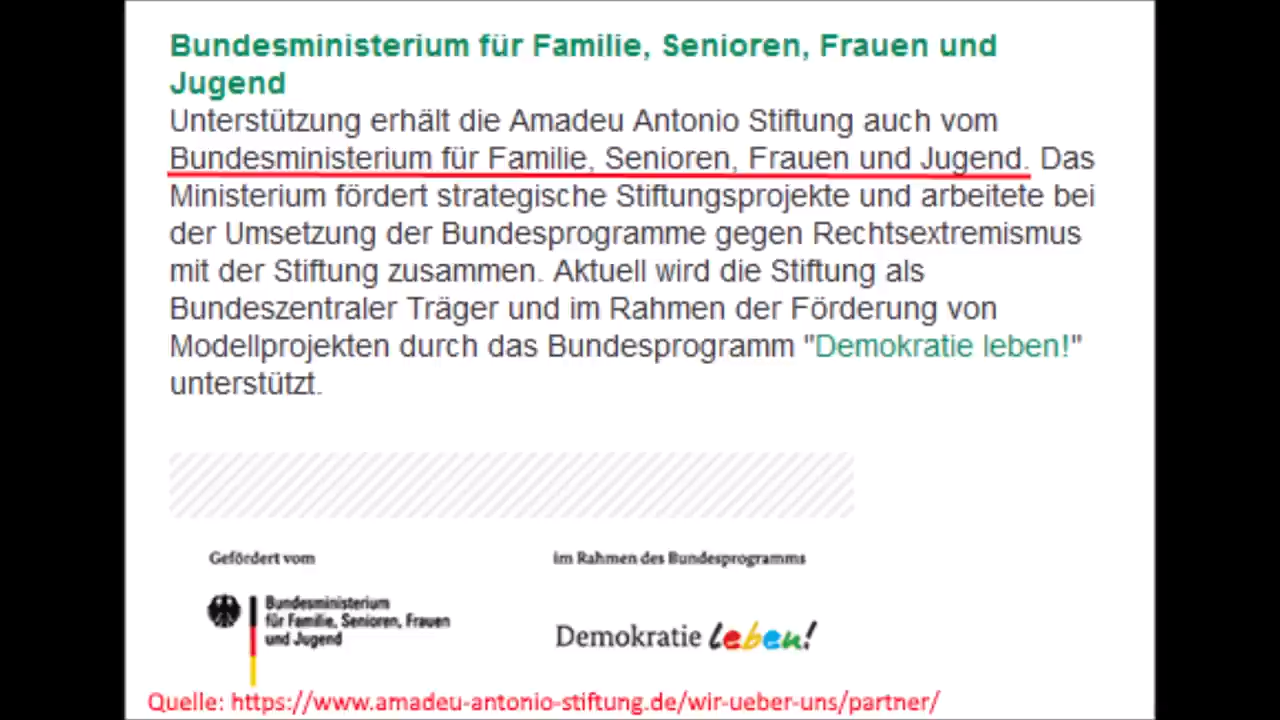 Bundesministerium für Familie, Senioren, Frauen und
Jugend
Unterstützung erhält die Amadeu Antonio Stiftung auch vom
Bundesministerium für Familie, Senioren, Frauen und Jugend. Das
Ministerium fördert strategische Stiftungsprojekte und arbeitete bei
der Umsetzung der Bundesprogramme gegen Rechtsextremismus
mit der Stiftung zusammen. Aktuell wird die Stiftung als
Bundeszentraler Träger und im Rahmen der Förderung von
Modellprojekten durch das Bundesprogramm "Demokratie leben!"
unterstützt.
Gefördert vom
im Rahmen des Bundesprogramms
Bundesministerium
für Familie, Senioren, Frauen
und Jugend
Demokratie leben!
Quelle: https://www.amadeu-antonio-stiftung.de/wir-ueber-uns/partner/